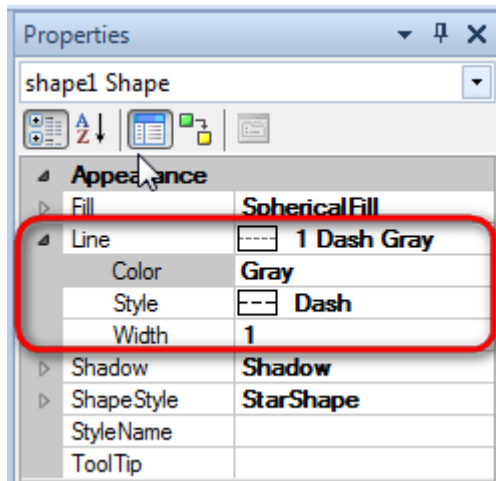 Properties
shape1 Shape
A
Z
Appearance
Fill SphericalFill
Line 1 Dash Gray
Color Gray
Style Dash
Width 1
Shadow Shadow
ShapeStyle StarShape
StyleName
ToolTip